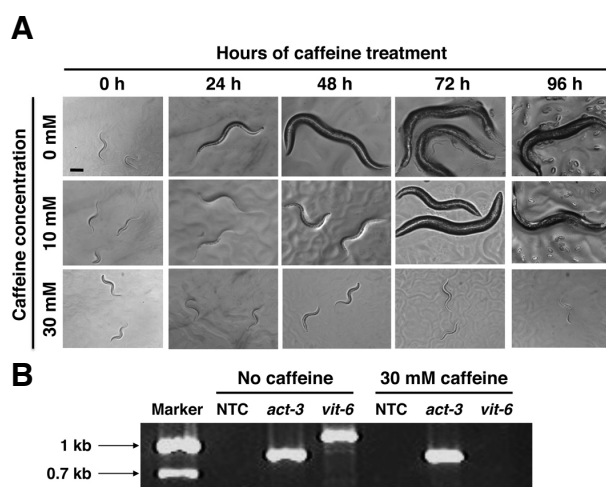 A
Hours of caffeine treatment
0 h 24 h 48 h 72 h 96 h
Caffeine concentration
0 mM
10 mM
30 mM
B
No caffeine 30 mM caffeine
Marker NTC act-3 vit-6 NTC act-3 vit-6
1 kb
0.7 kb